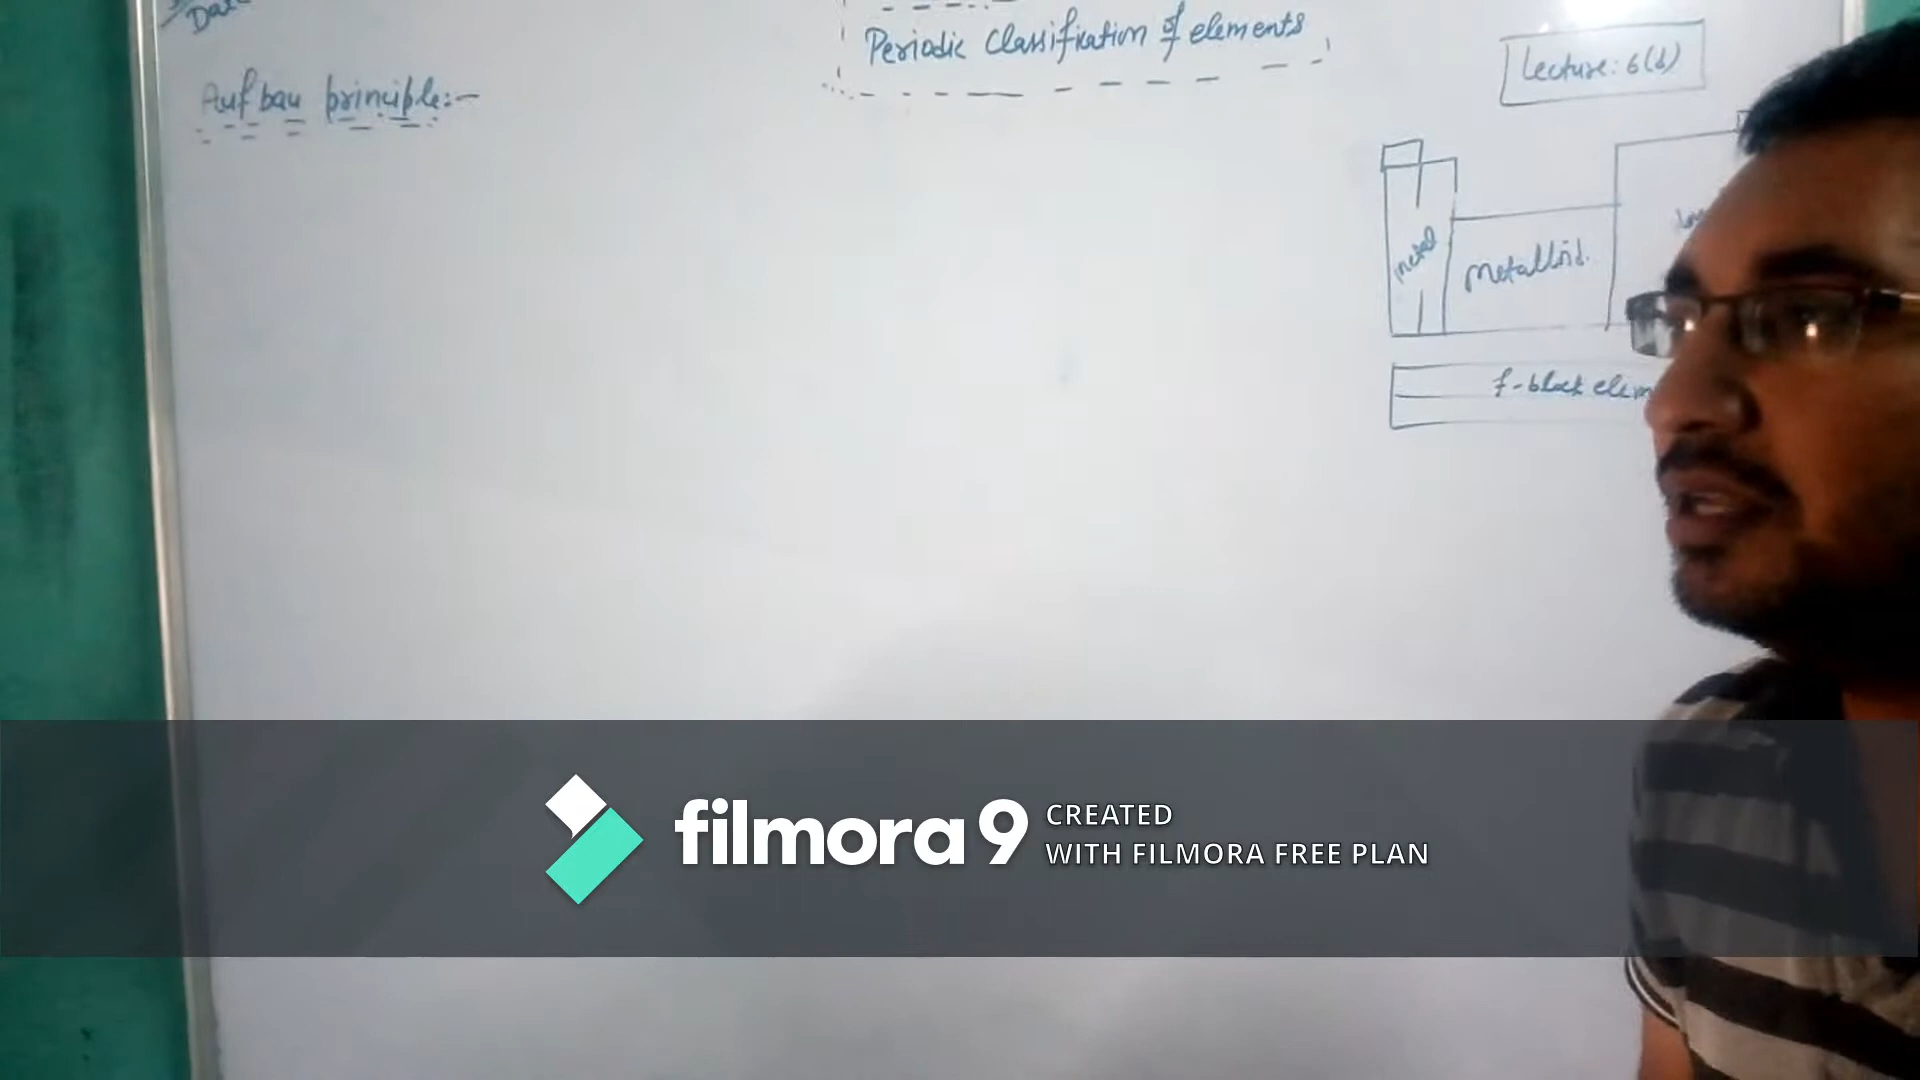 Date
Periodic Classification of elements
Lecture: 6(d)
Aufbau principle:-
metal
Metalloid.
f-block elem
filmora 9
CREATED
WITH FILMORA FREE PLAN